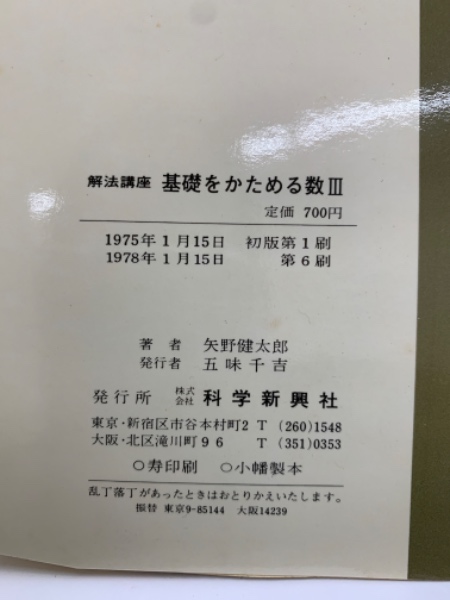 解法講座 基礎をかためる数III
定価 700円
1975年1月15日 初版第1刷
1978年1月15日 第6刷
著者 矢野健太郎
発行者 五味千吉
発行所 株式会社 科学新興社
東京・新宿区市谷本村町2 T (260)1548
大阪・北区滝川町96 T (351)0353
○寿印刷 ○小幡製本
乱丁落丁があったときはおとりかえいたします。
振替 東京9-85144 大阪14239